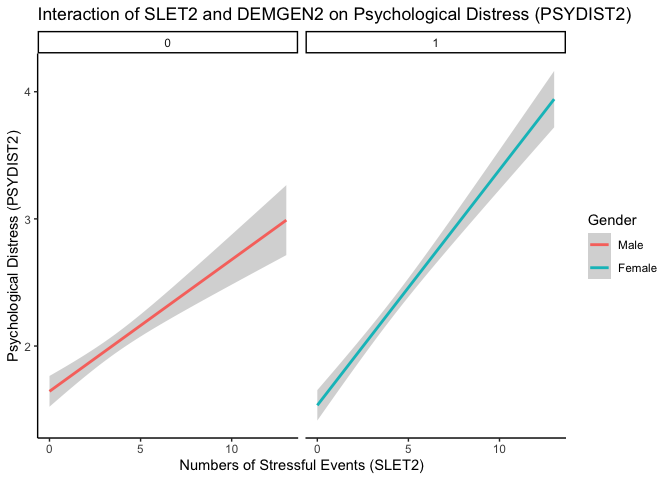 Interaction of SLET2 and DEMGEN2 on Psychological Distress (PSYDIST2)
0
1
Psychological Distress (PSYDIST2)
4
3
2
0
5
10
0
5
10
Numbers of Stressful Events (SLET2)
Gender
Male
Female